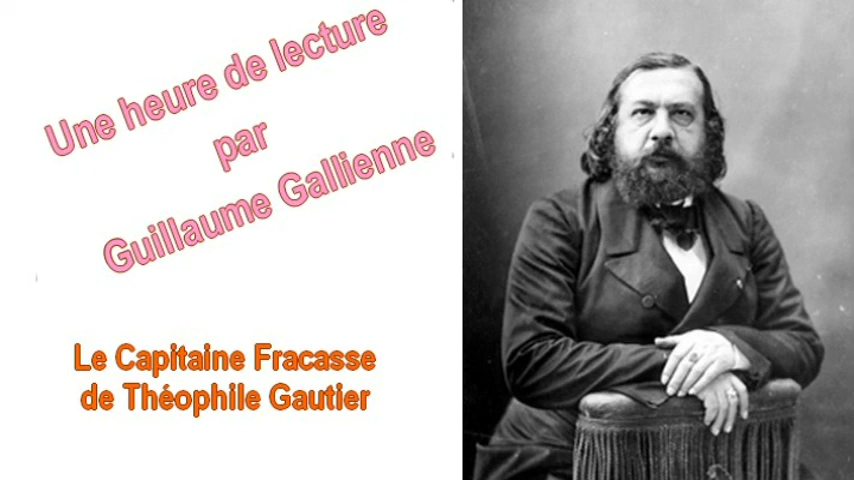 Une heure de lecture
par
Guillaume Gallienne
Le Capitaine Fracasse
de Théophile Gautier